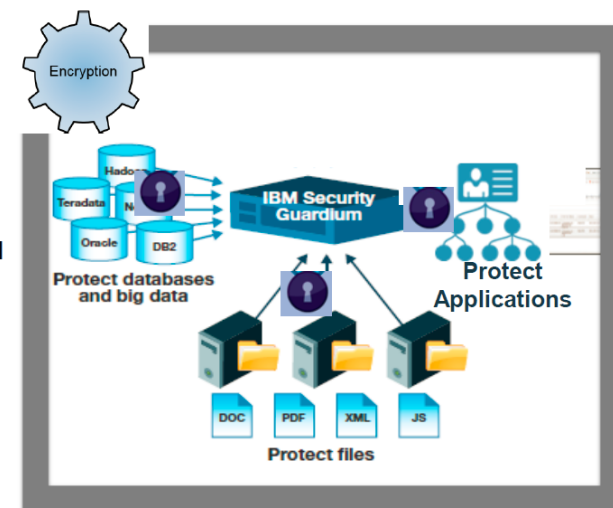 Encryption
Hadoop
Teradata
Oracle
DB2
IBM Security
Guardium
Protect databases
and big data
Protect
Applications
DOC
PDF
XML
JS
Protect files